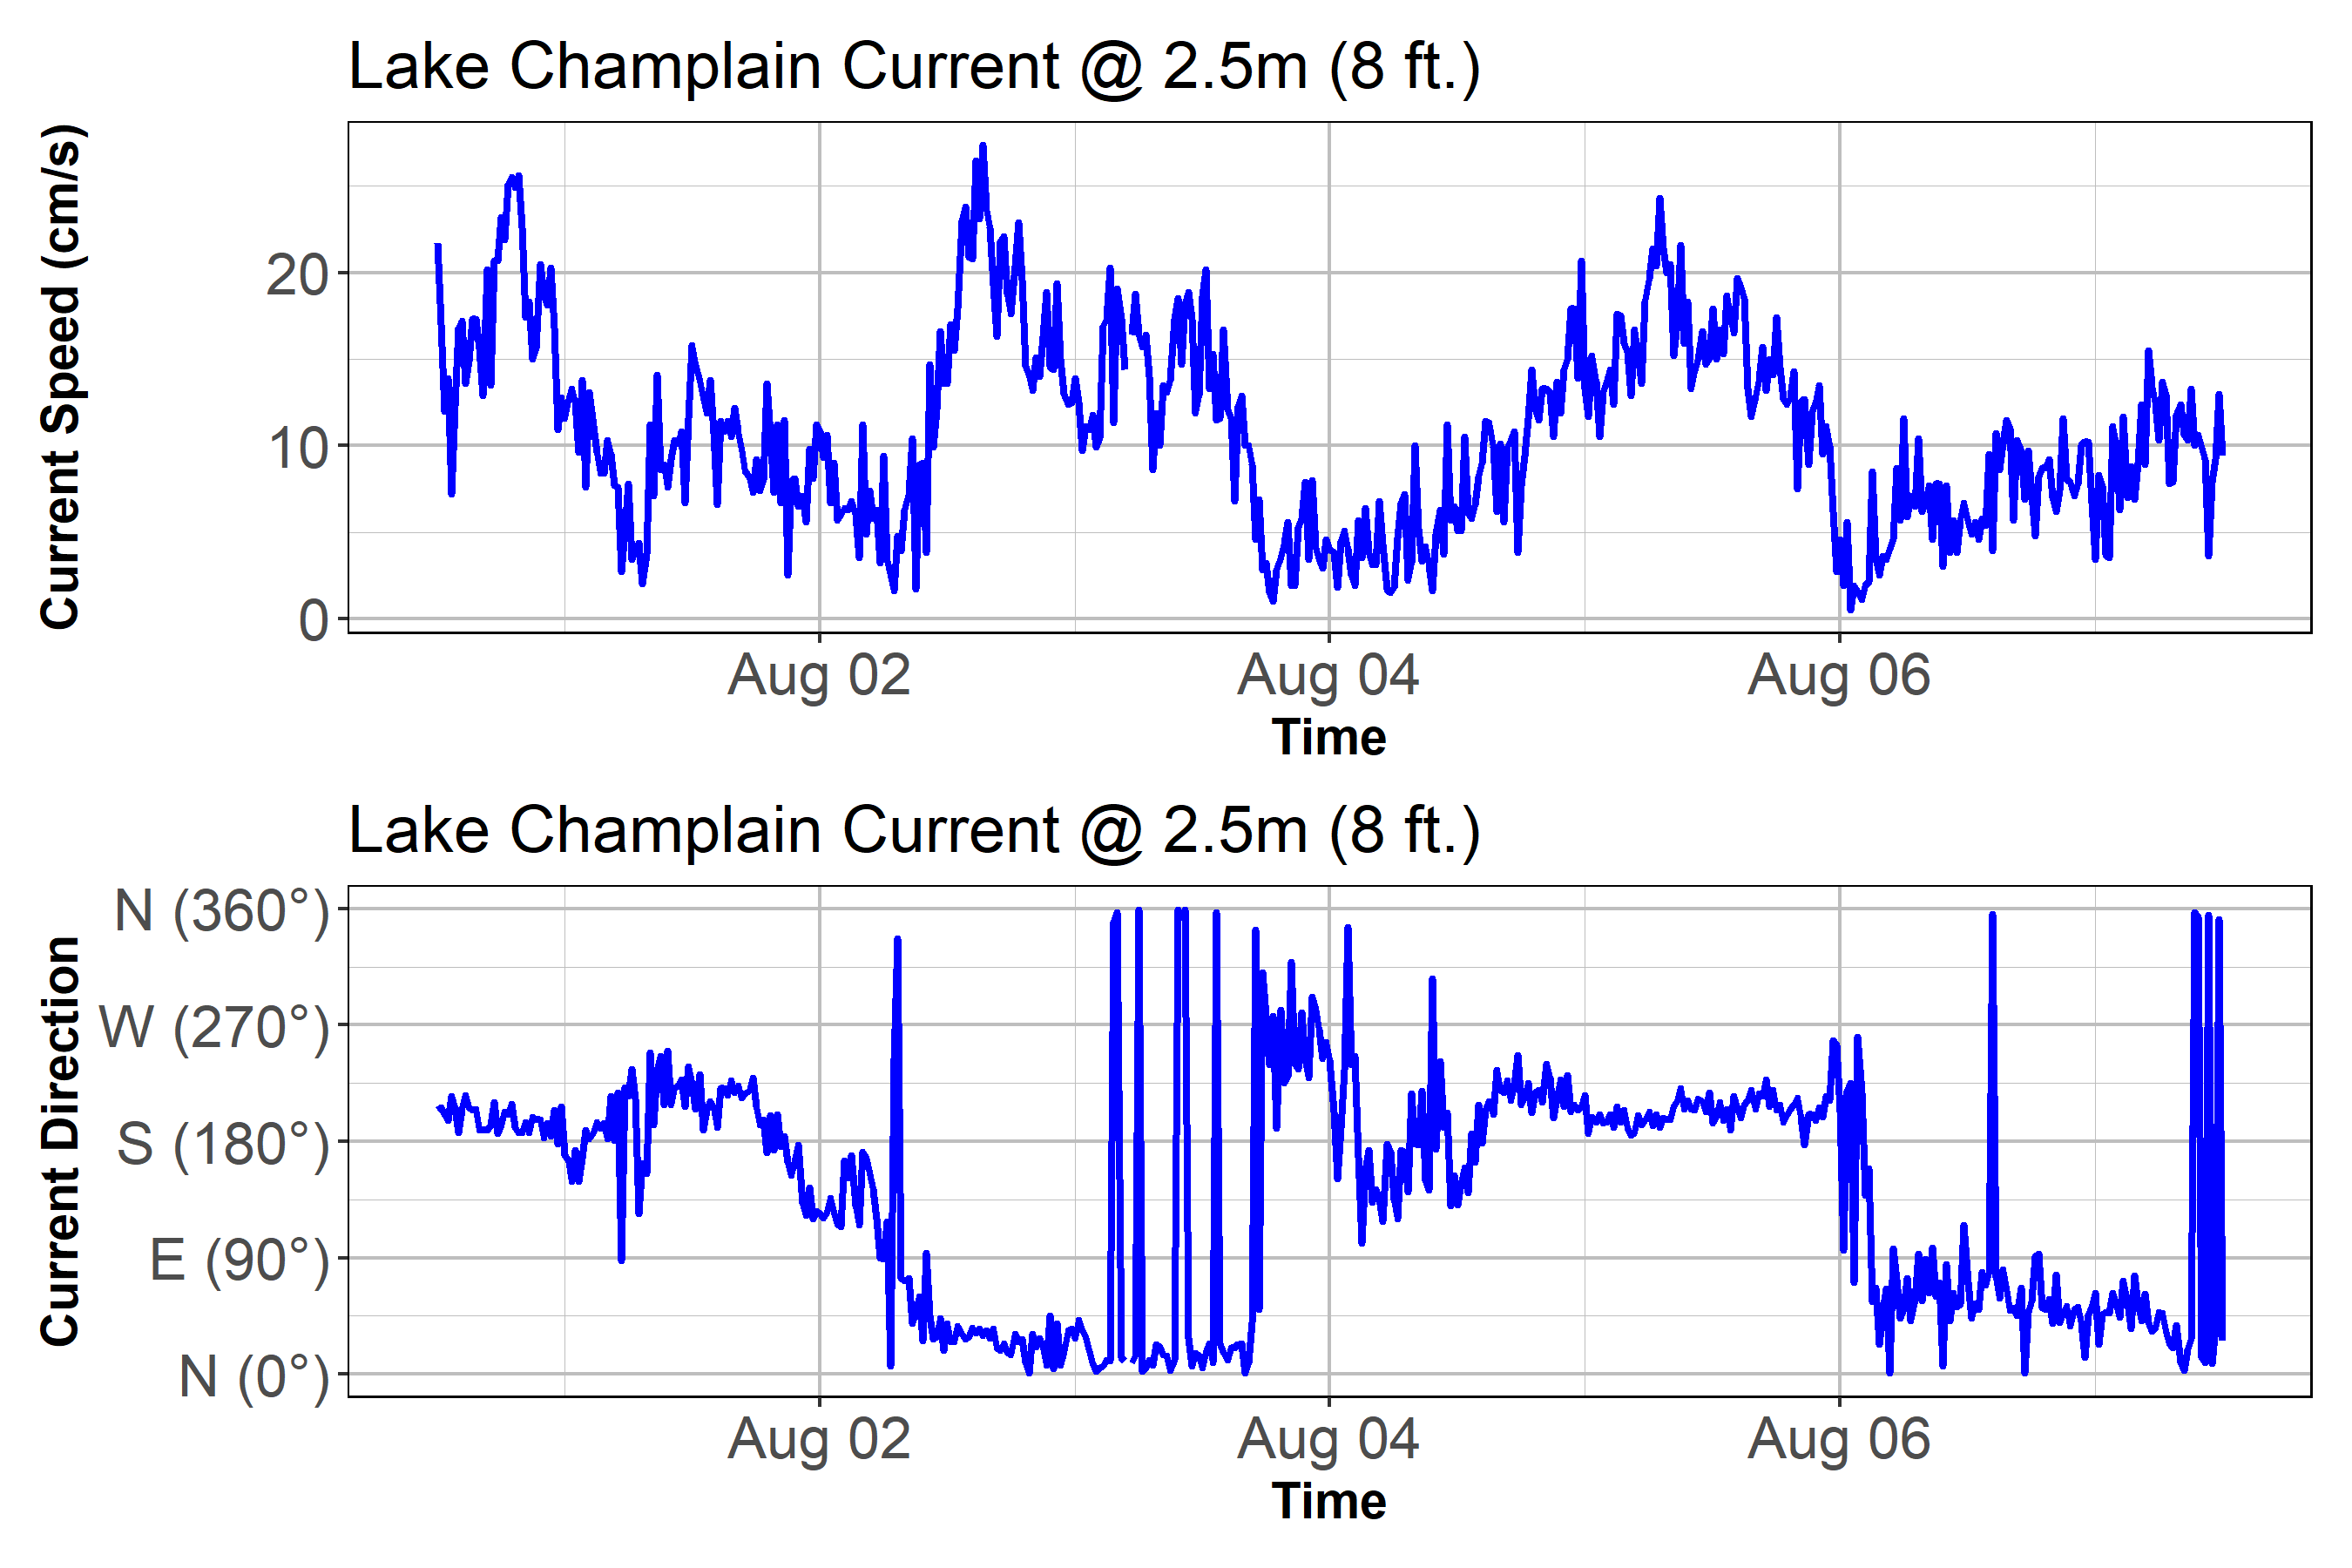 Lake Champlain Current @ 2.5m (8 ft.)
Current Speed (cm/s)
20
10
0
Aug 02 Aug 04 Aug 06
Time
Lake Champlain Current @ 2.5m (8 ft.)
Current Direction
N (360°)
W (270°)
S (180°)
E (90°)
N (0°)
Aug 02 Aug 04 Aug 06
Time